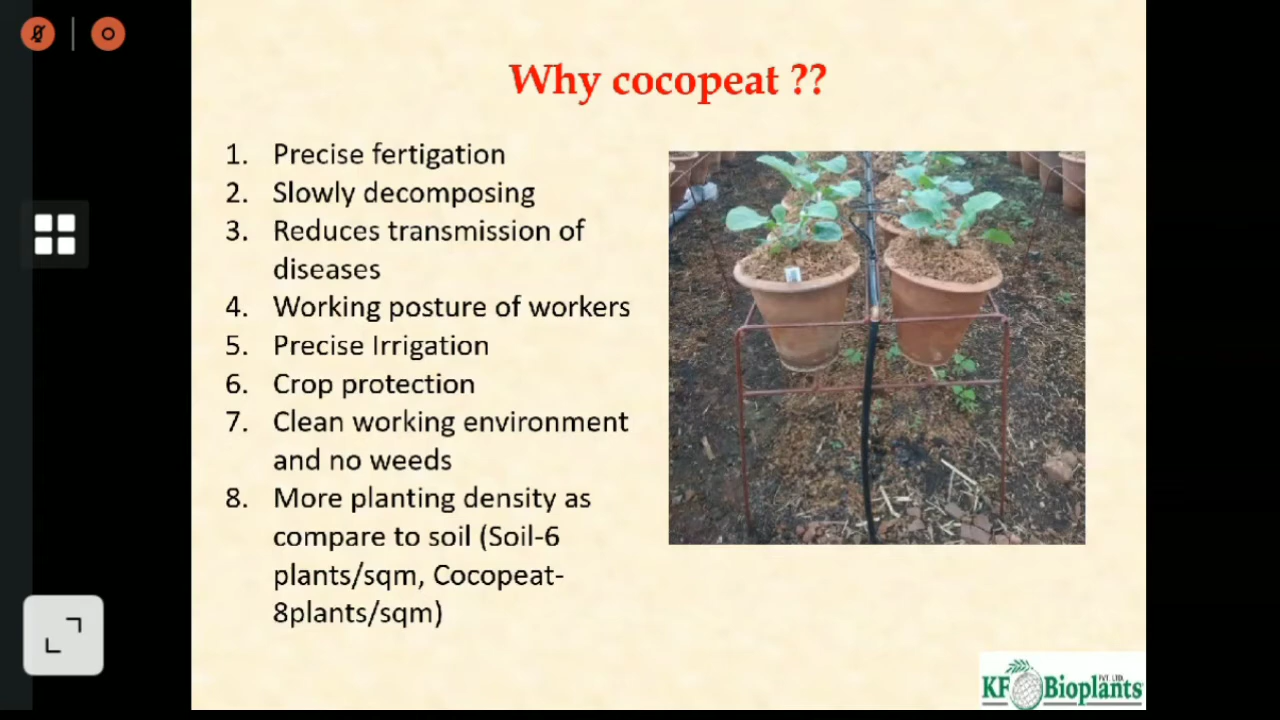 Why cocopeat ??
1. Precise fertigation
2. Slowly decomposing
3. Reduces transmission of
diseases
4. Working posture of workers
5. Precise Irrigation
6. Crop protection
7. Clean working environment
and no weeds
8. More planting density as
compare to soil (Soil-6
plants/sqm, Cocopeat-
8plants/sqm)
KF Bioplants PVT. LTD.